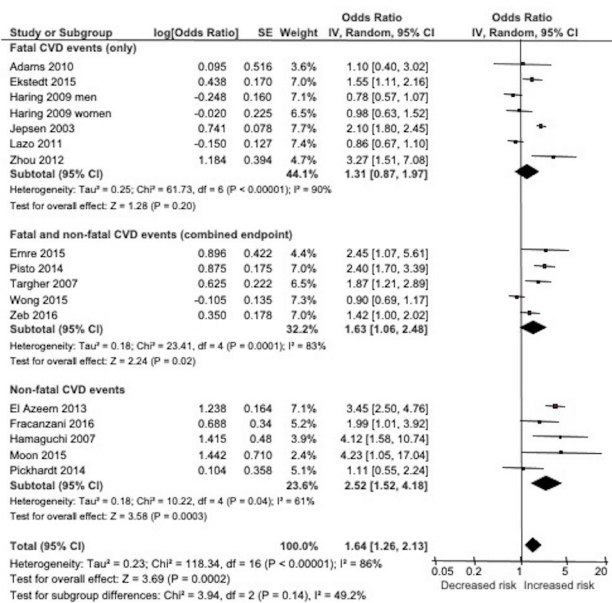 Odds Ratio Odds Ratio
Study or Subgroup log[Odds Ratio] SE Weight IV, Random, 95% CI IV, Random, 95% CI
Fatal CVD events (only)
Adams 2010 0.095 0.516 3.6% 1.10 [0.40, 3.02]
Ekstedt 2015 0.438 0.170 7.0% 1.55 [1.11, 2.16]
Haring 2009 men -0.248 0.160 7.1% 0.78 [0.57, 1.07]
Haring 2009 women -0.020 0.225 6.6% 0.98 [0.63, 1.52]
Jepsen 2003 0.741 0.078 7.6% 2.10 [1.80, 2.45]
Lazo 2011 -0.150 0.127 7.4% 0.86 [0.67, 1.10]
Zhou 2012 1.184 0.394 4.7% 3.27 [1.51, 7.08]
Subtotal (95% CI) 44.1% 1.31 [0.87, 1.97]
Heterogeneity: Tau² = 0.25; Chi² = 61.73, df = 6 (P < 0.00001); I² = 90%
Test for overall effect: Z = 1.28 (P = 0.20)
Fatal and non-fatal CVD events (combined endpoint)
Emre 2015 0.896 0.422 4.4% 2.45 [1.07, 5.61]
Pisto 2014 0.875 0.175 7.0% 2.40 [1.70, 3.39]
Targher 2007 0.625 0.222 6.6% 1.87 [1.21, 2.89]
Wong 2015 -0.105 0.135 7.3% 0.90 [0.69, 1.17]
Zeb 2016 0.350 0.178 7.0% 1.42 [1.00, 2.02]
Subtotal (95% CI) 32.2% 1.63 [1.06, 2.48]
Heterogeneity: Tau² = 0.18; Chi² = 23.41, df = 4 (P = 0.0001); I² = 83%
Test for overall effect: Z = 2.24 (P = 0.02)
Non-fatal CVD events
El Azeem 2013 1.238 0.164 7.1% 3.45 [2.50, 4.76]
Fracanzani 2016 0.688 0.34 5.2% 1.99 [1.01, 3.92]
Hamaguchi 2007 1.415 0.48 3.9% 4.12 [1.58, 10.74]
Moon 2015 1.442 0.710 2.4% 4.23 [1.05, 17.04]
Pickhardt 2014 0.104 0.358 5.0% 1.11 [0.55, 2.24]
Subtotal (95% CI) 23.6% 2.52 [1.52, 4.18]
Heterogeneity: Tau² = 0.18; Chi² = 10.22, df = 4 (P = 0.04); I² = 61%
Test for overall effect: Z = 3.58 (P = 0.0003)
Total (95% CI) 100.0% 1.64 [1.26, 2.13]
Heterogeneity: Tau² = 0.23; Chi² = 118.34, df = 16 (P < 0.00001); I² = 86%
Test for overall effect: Z = 3.69 (P = 0.0002)
Test for subgroup differences: Chi² = 3.94, df = 2 (P = 0.14), I² = 49.2%
0.05 0.2 1 5 20
Decreased risk Increased risk